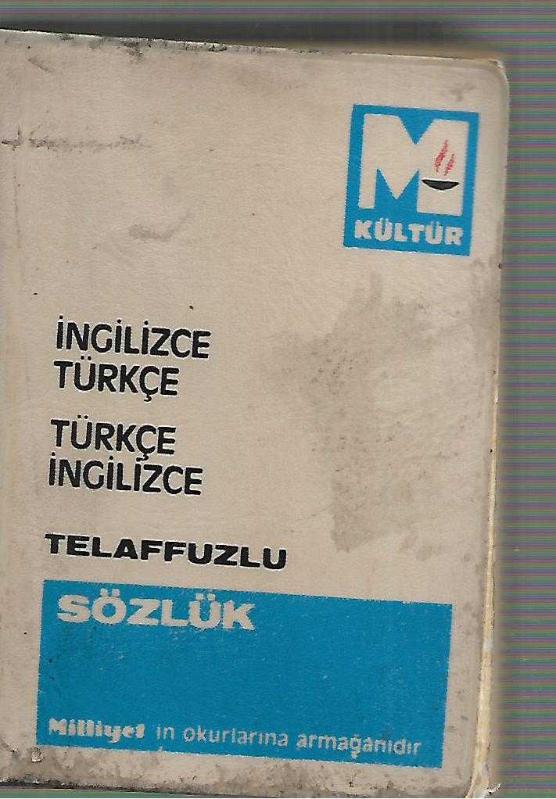 M
KÜLTÜR
İNGİLİZCE
TÜRKÇE
TÜRKÇE
İNGİLİZCE
TELAFFUZLU
SÖZLÜK
Milliyet in okurlarına armağanıdır